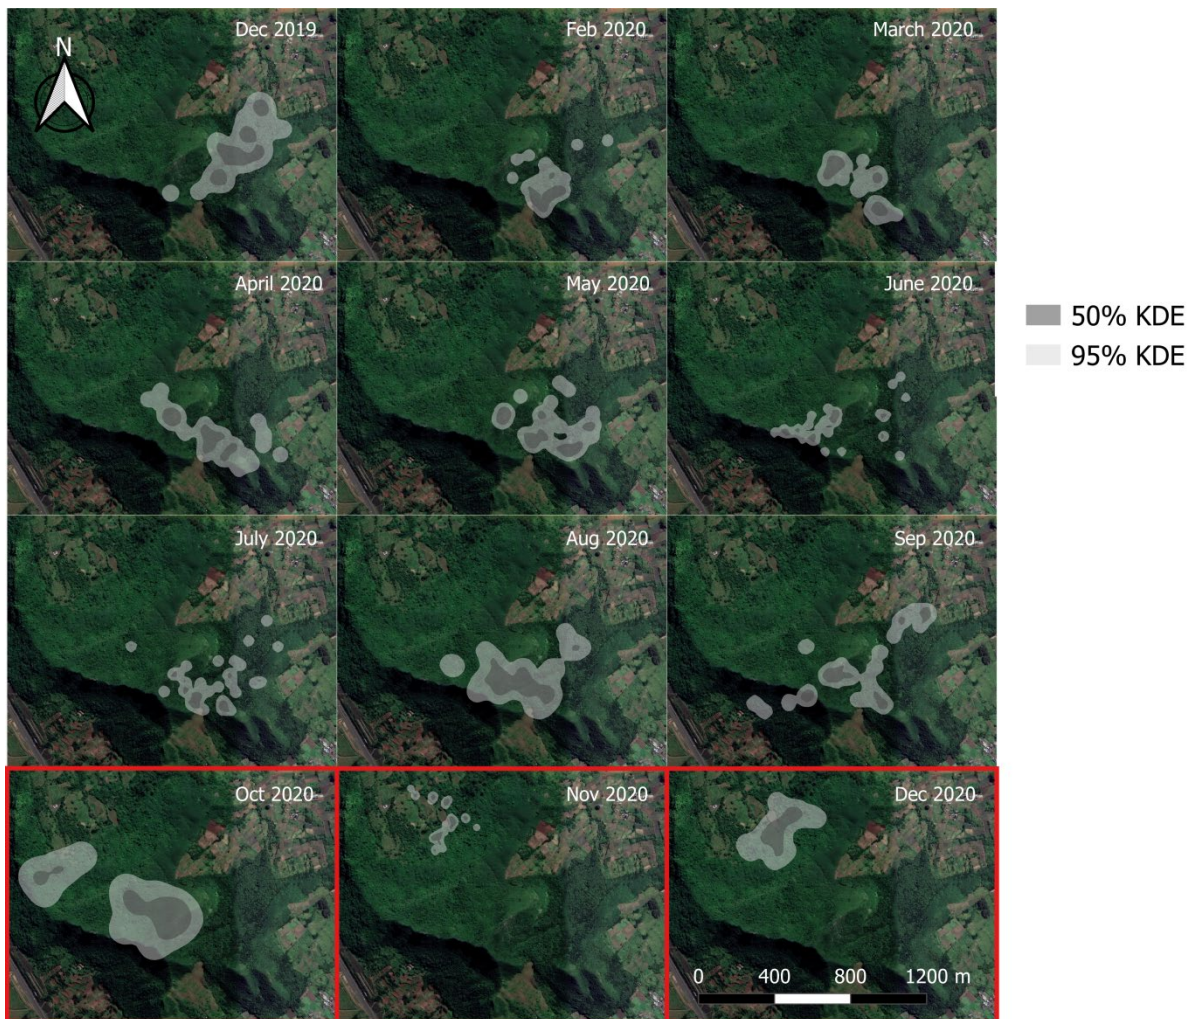 Dec 2019
N
Feb 2020
March 2020
April 2020
May 2020
June 2020
50% KDE
95% KDE
July 2020
Aug 2020
Sep 2020
Oct 2020
Nov 2020
Dec 2020
0 400 800 1200 m